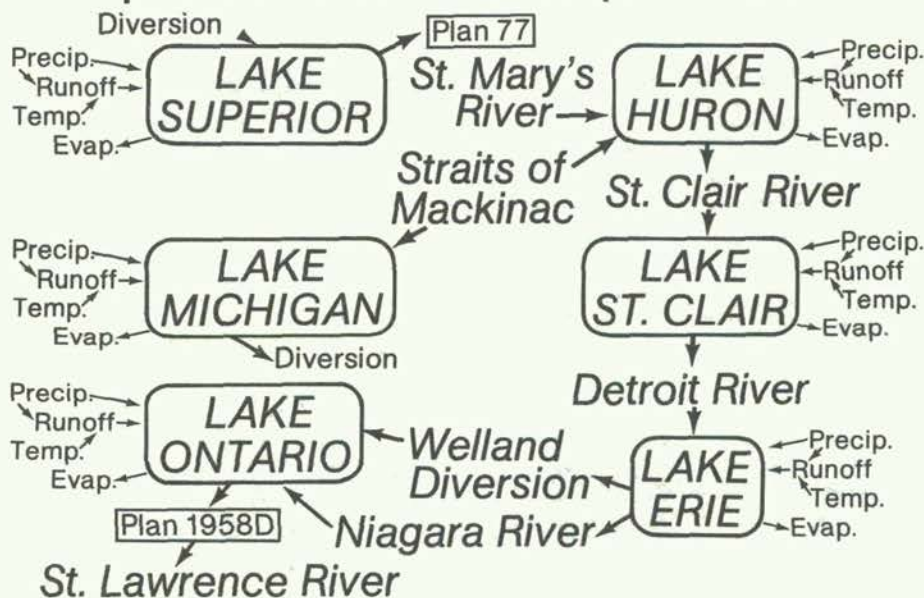 Diversion
Plan 77
Precip.
Runoff
Temp.
Evap.
LAKE
SUPERIOR
St. Mary's
River
LAKE
HURON
Precip.
Runoff
Temp.
Evap.
Straits of
Mackinac
St. Clair River
Precip.
Runoff
Temp.
Evap.
LAKE
MICHIGAN
Diversion
LAKE
ST. CLAIR
Precip.
Runoff
Temp.
Evap.
Detroit River
Precip.
Runoff
Temp.
Evap.
LAKE
ONTARIO
Welland
Diversion
LAKE
ERIE
Precip.
Runoff
Temp.
Evap.
Plan 1958D
Niagara River
St. Lawrence River